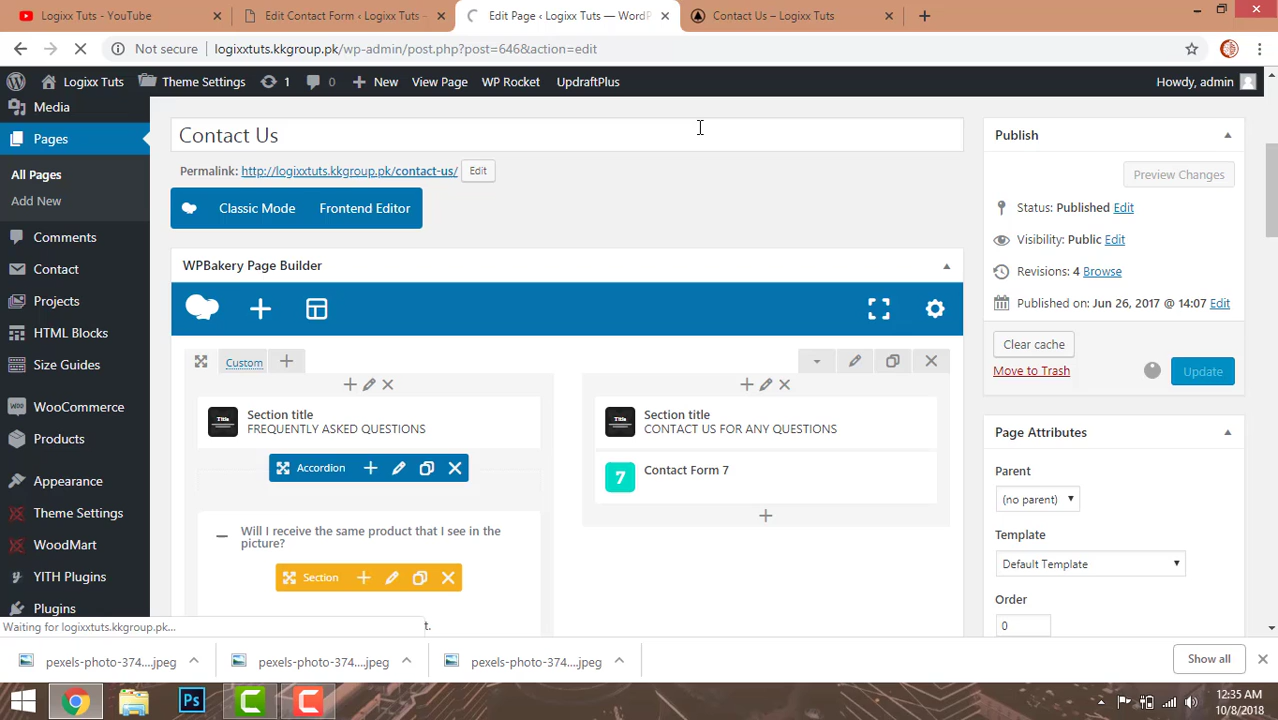 Logixx Tuts - YouTube
Edit Contact Form ‹ Logixx Tuts -
Edit Page ‹ Logixx Tuts — WordP
Contact Us – Logixx Tuts
Not secure
logixxtuts.kkgroup.pk/wp-admin/post.php?post=646&action=edit
Logixx Tuts
Theme Settings
1
0
New
View Page
WP Rocket
UpdraftPlus
Howdy, admin
Media
Pages
All Pages
Add New
Comments
Contact
Projects
HTML Blocks
Size Guides
WooCommerce
Products
Appearance
Theme Settings
WoodMart
YITH Plugins
Plugins
Contact Us
Permalink: http://logixxtuts.kkgroup.pk/contact-us/ Edit
Classic Mode
Frontend Editor
WPBakery Page Builder
Custom
Title
Section title
FREQUENTLY ASKED QUESTIONS
Accordion
Will I receive the same product that I see in the
picture?
Section
t.
Title
Section title
CONTACT US FOR ANY QUESTIONS
7
Contact Form 7
Publish
Preview Changes
Status: Published Edit
Visibility: Public Edit
Revisions: 4 Browse
Published on: Jun 26, 2017 @ 14:07 Edit
Clear cache
Move to Trash
Update
Page Attributes
Parent
(no parent)
Template
Default Template
Order
0
Waiting for logixxtuts.kkgroup.pk...
pexels-photo-374....jpeg
pexels-photo-374....jpeg
pexels-photo-374....jpeg
Show all
Ps
12:35 AM
10/8/2018